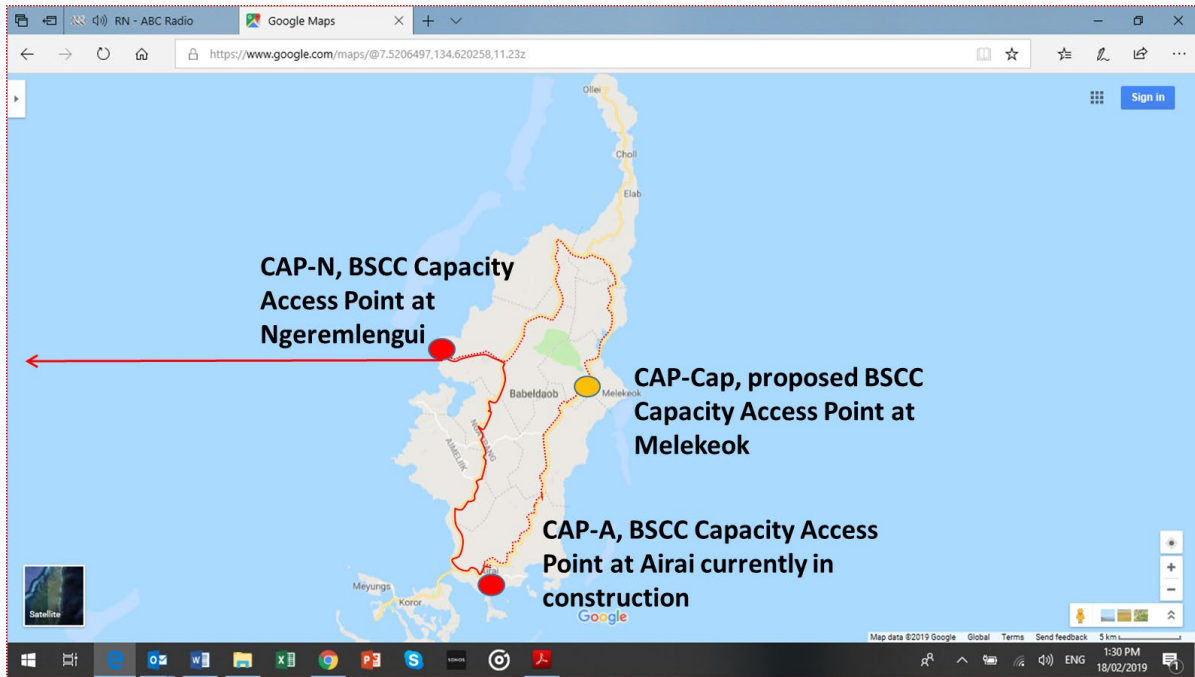 RN - ABC Radio
Google Maps
https://www.google.com/maps/@7.5206497,134.620258,11.23z
Sign in
Ollei
Choll
Elab
CAP-N, BSCC Capacity
Access Point at
Ngeremlengui
CAP-Cap, proposed BSCC
Capacity Access Point at
Melekeok
Babeldaob
Melekeok
AIMELIIK
CAP-A, BSCC Capacity Access
Point at Airai currently in
construction
Airai
Meyungs
Koror
Satellite
Google
Map data ©2019 Google Global Terms Send feedback 5 km
SONOS
ENG
1:30 PM
18/02/2019